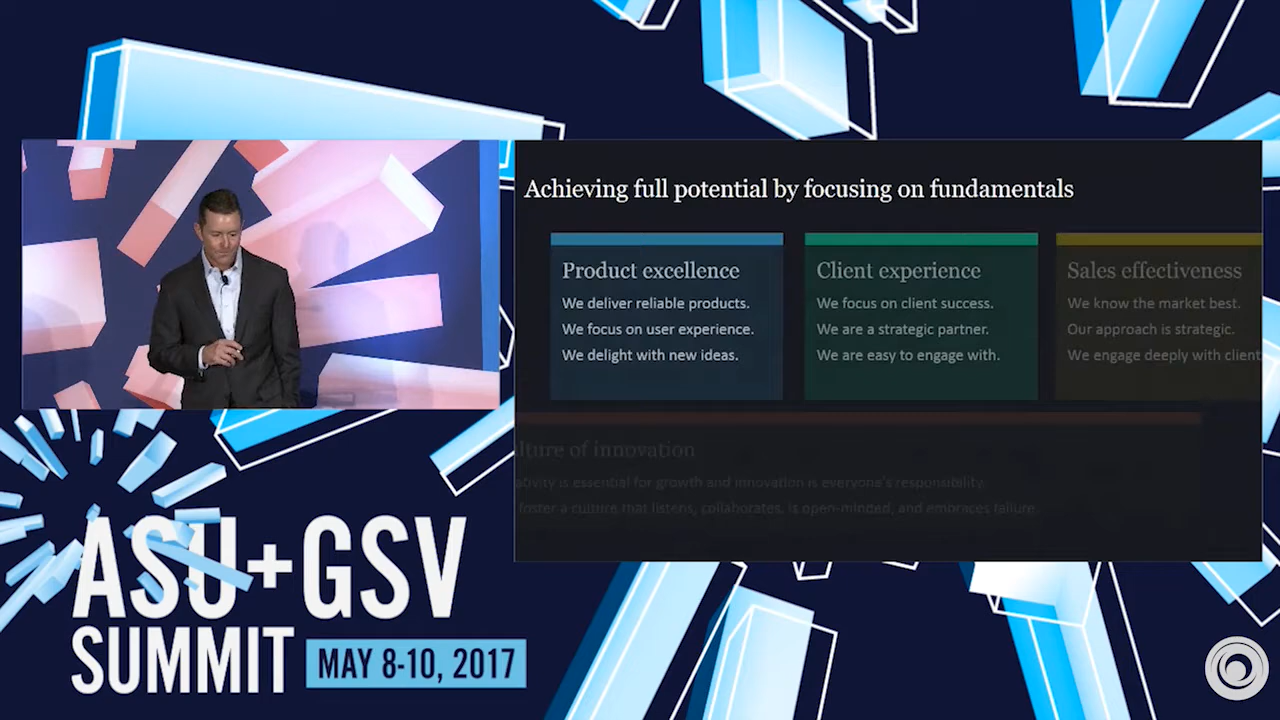 Achieving full potential by focusing on fundamentals
Product excellence
We deliver reliable products.
We focus on user experience.
We delight with new ideas.
Client experience
We focus on client success.
We are a strategic partner.
We are easy to engage with.
Sales effectiveness
We know the market best.
Our approach is strategic.
We engage deeply with client
lture of innovation
ativity is essential for growth and innovation is everyone's responsibility.
foster a culture that listens, collaborates, is open-minded, and embraces failure.
ASU+GSV
SUMMIT
MAY 8-10, 2017